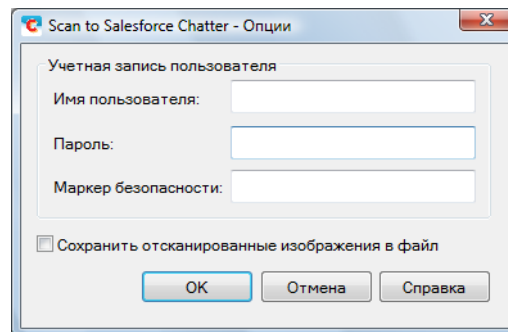 Scan to Salesforce Chatter - Опции
Учетная запись пользователя
Имя пользователя:
Пароль:
Маркер безопасности:
Сохранить отсканированные изображения в файл
OK Отмена Справка